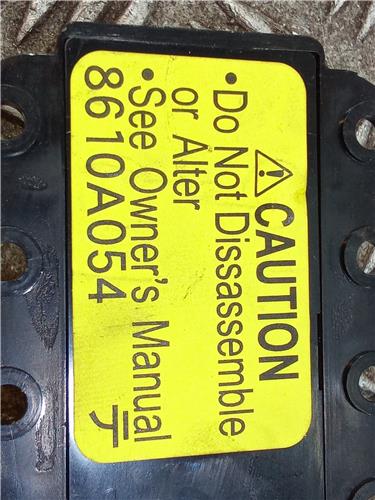 ⚠CAUTION
• Do Not Dissassemble
or Alter
• See Owner's Manual
8610A054